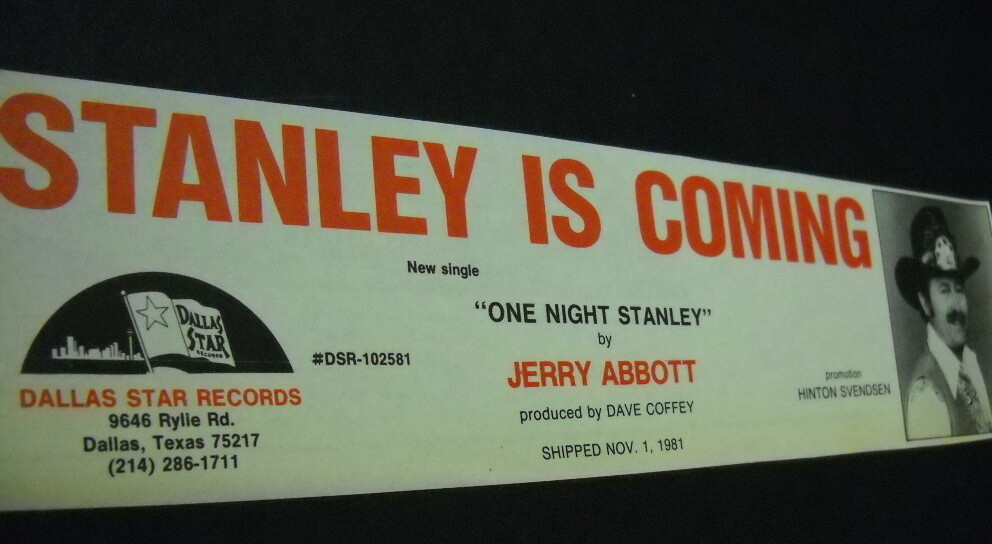 STANLEY IS COMING
New single
"ONE NIGHT STANLEY"
by
JERRY ABBOTT
produced by DAVE COFFEY
SHIPPED NOV. 1, 1981
#DSR-102581
DALLAS
STAR
RECORDS
DALLAS STAR RECORDS
9646 Rylie Rd.
Dallas, Texas 75217
(214) 286-1711
promotion
HINTON SVENDSEN